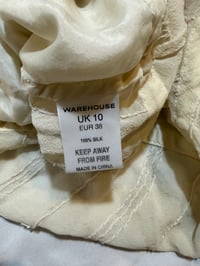 WAREHOUSE
UK 10
EUR 38
100% SILK
KEEP AWAY
FROM FIRE
MADE IN CHINA